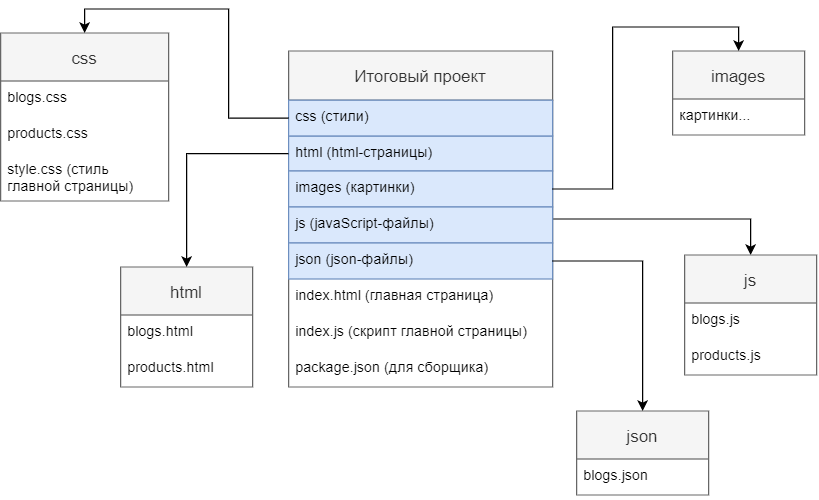 css
blogs.css
products.css
style.css (стиль
главной страницы)
Итоговый проект
css (стили)
html (html-страницы)
images (картинки)
js (javaScript-файлы)
json (json-файлы)
index.html (главная страница)
index.js (скрипт главной страницы)
package.json (для сборщика)
images
картинки...
html
blogs.html
products.html
js
blogs.js
products.js
json
blogs.json